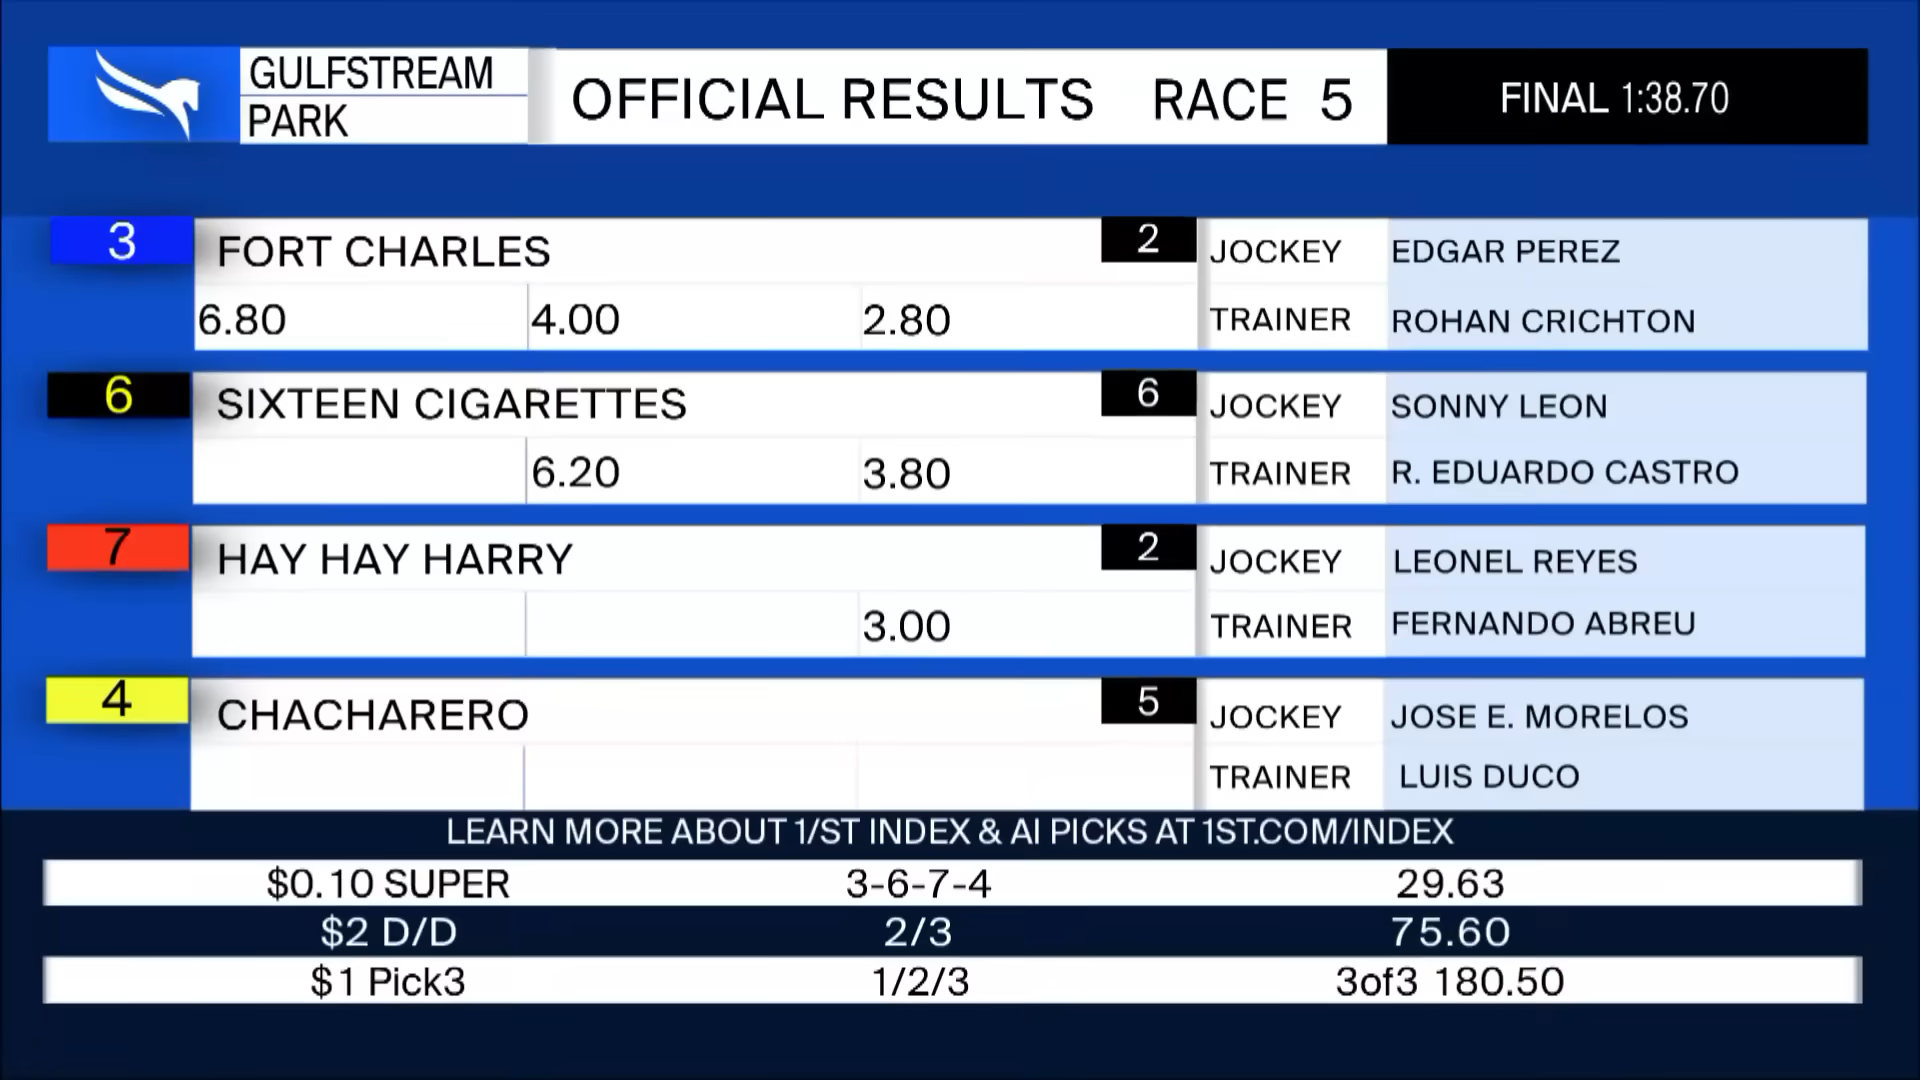 GULFSTREAM
PARK
OFFICIAL RESULTS RACE 5
FINAL 1:38.70
3 FORT CHARLES 2 JOCKEY EDGAR PEREZ
6.80 4.00 2.80 TRAINER ROHAN CRICHTON
6 SIXTEEN CIGARETTES 6 JOCKEY SONNY LEON
6.20 3.80 TRAINER R. EDUARDO CASTRO
7 HAY HAY HARRY 2 JOCKEY LEONEL REYES
3.00 TRAINER FERNANDO ABREU
4 CHACHARERO 5 JOCKEY JOSE E. MORELOS
TRAINER LUIS DUCO
LEARN MORE ABOUT 1/ST INDEX & AI PICKS AT 1ST.COM/INDEX
$0.10 SUPER 3-6-7-4 29.63
$2 D/D 2/3 75.60
$1 Pick3 1/2/3 3of3 180.50